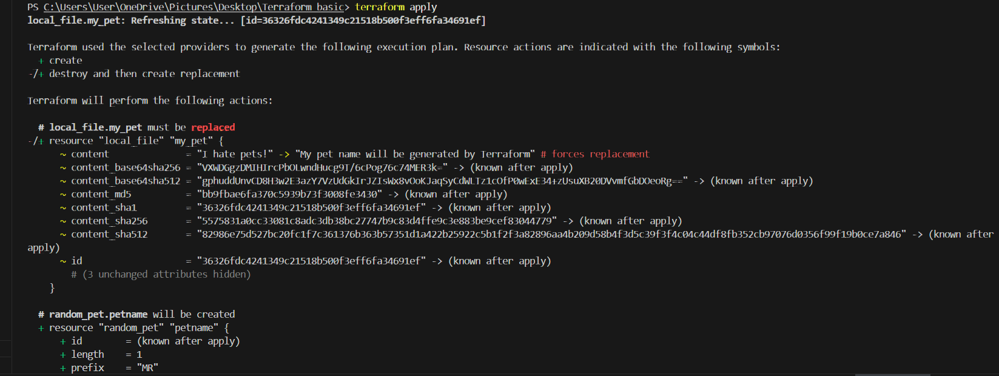 PS C:\Users\User\OneDrive\Pictures\Desktop\Terraform basic> terraform apply
local_file.my_pet: Refreshing state... [id=36326fdc4241349c21518b500f3eff6fa34691ef]
Terraform used the selected providers to generate the following execution plan. Resource actions are indicated with the following symbols:
+ create
-/+ destroy and then create replacement
Terraform will perform the following actions:
# local_file.my_pet must be replaced
-/+ resource "local_file" "my_pet" {
~ content = "I hate pets!" -> "My pet name will be generated by Terraform" # forces replacement
~ content_base64sha256 = "VXWDGgzDMIHIrcPbOLwndHucg9T/6cPog76c74MER3k=" -> (known after apply)
~ content_base64sha512 = "gphuddUnvCD8H3w2E3azY7VzUdGkIrJZIsWx8vOoKJaqSyCdWLTz1cOfP0wExE34+zUsuXB20DVvmfGbDOeoRg==" -> (known after apply)
~ content_md5 = "bb9fbae6fa370c5939b73f3008fe3430" -> (known after apply)
~ content_sha1 = "36326fdc4241349c21518b500f3eff6fa34691ef" -> (known after apply)
~ content_sha256 = "5575831a0cc33081c8adc3db38bc27747b9c83d4ffe9c3e883be9cef83044779" -> (known after apply)
~ content_sha512 = "82986e75d527bc20fc1f7c361376b363b57351d1a422b25922c5b1f2f3a82896aa4b209d58b4f3d5c39f3f4c04c44df8fb352cb97076d0356f99f19b0ce7a846" -> (known after
apply)
~ id = "36326fdc4241349c21518b500f3eff6fa34691ef" -> (known after apply)
# (3 unchanged attributes hidden)
}
# random_pet.petname will be created
+ resource "random_pet" "petname" {
+ id = (known after apply)
+ length = 1
+ prefix = "MR"